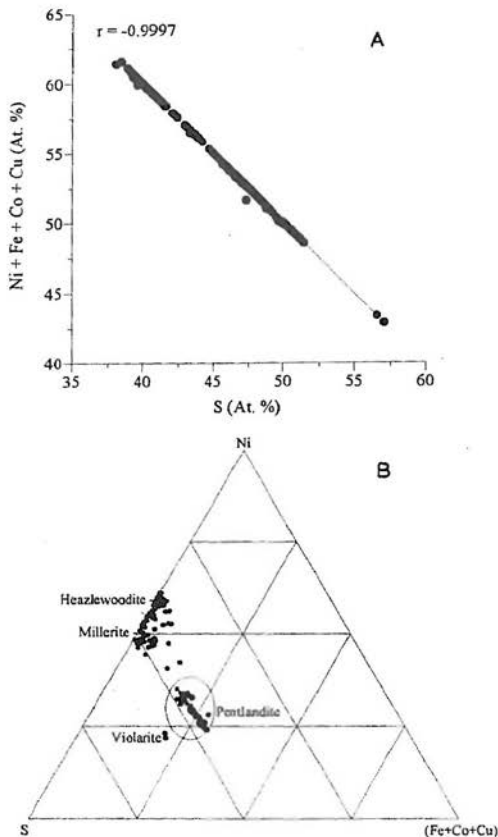 r = -0.9997
A
Ni + Fe + Co + Cu (At. %)
65
60
55
50
45
40
35
40
45
50
55
60
S (At. %)
Ni
B
Heazlewoodite
Millerite
Pentlandite
Violarite
S
(Fe+Co+Cu)